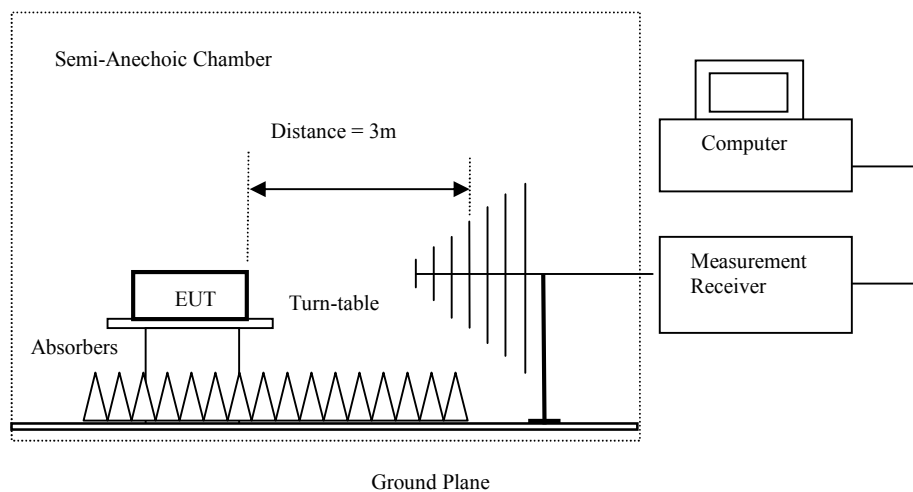 Semi-Anechoic Chamber
Distance = 3m
Computer
Measurement
Receiver
EUT
Turn-table
Absorbers
Ground Plane